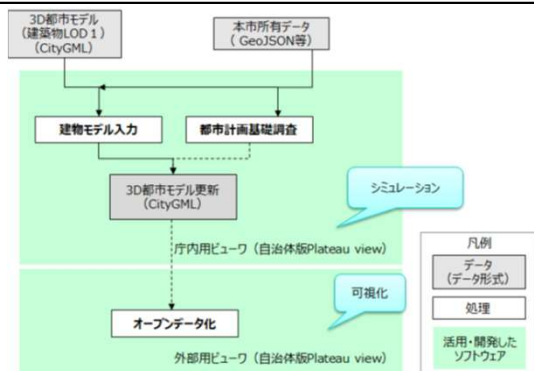 3D都市モデル
（建築物LOD１）
（CityGML）
本市所有データ
（ GeoJSON等）
建物モデル入力
都市計画基礎調査
3D都市モデル更新
（CityGML）
シミュレーション
庁内用ビューワ（自治体版Plateau view）
可視化
オープンデータ化
外部用ビューワ（自治体版Plateau view）
凡例
データ
（データ形式）
処理
活用・開発した
ソフトウェア